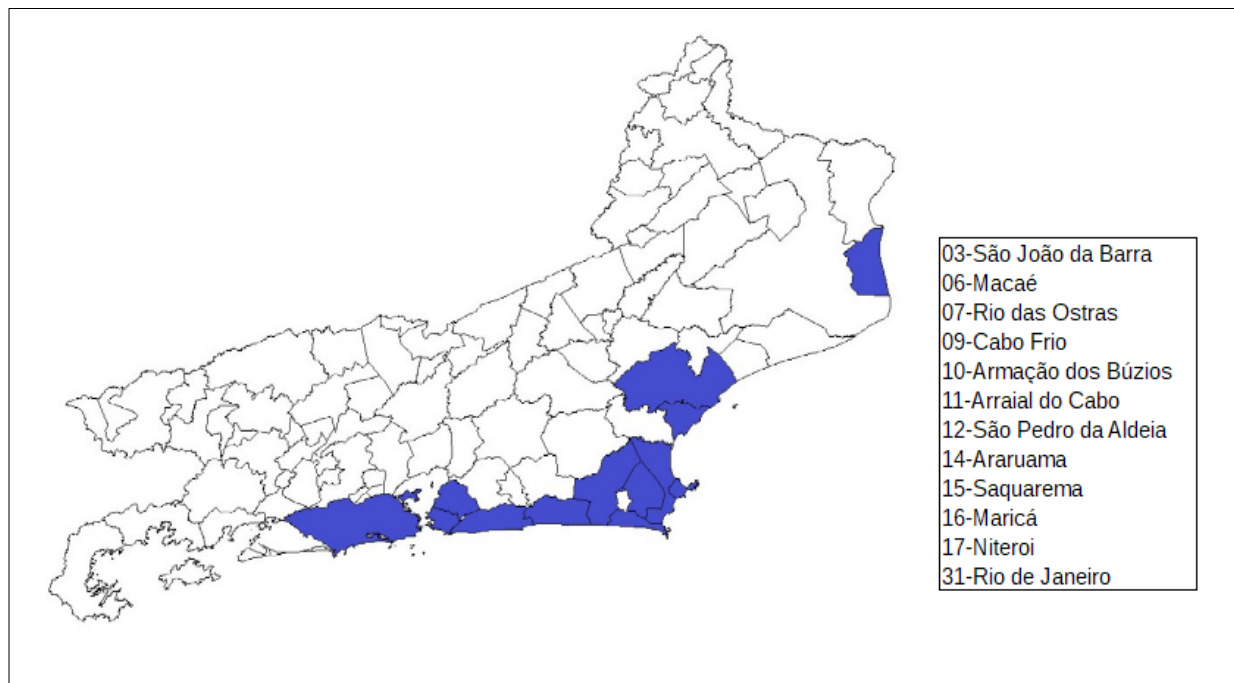 03-São João da Barra
06-Macaé
07-Rio das Ostras
09-Cabo Frio
10-Armação dos Búzios
11-Arraial do Cabo
12-São Pedro da Aldeia
14-Araruama
15-Saquarema
16-Maricá
17-Niteroi
31-Rio de Janeiro